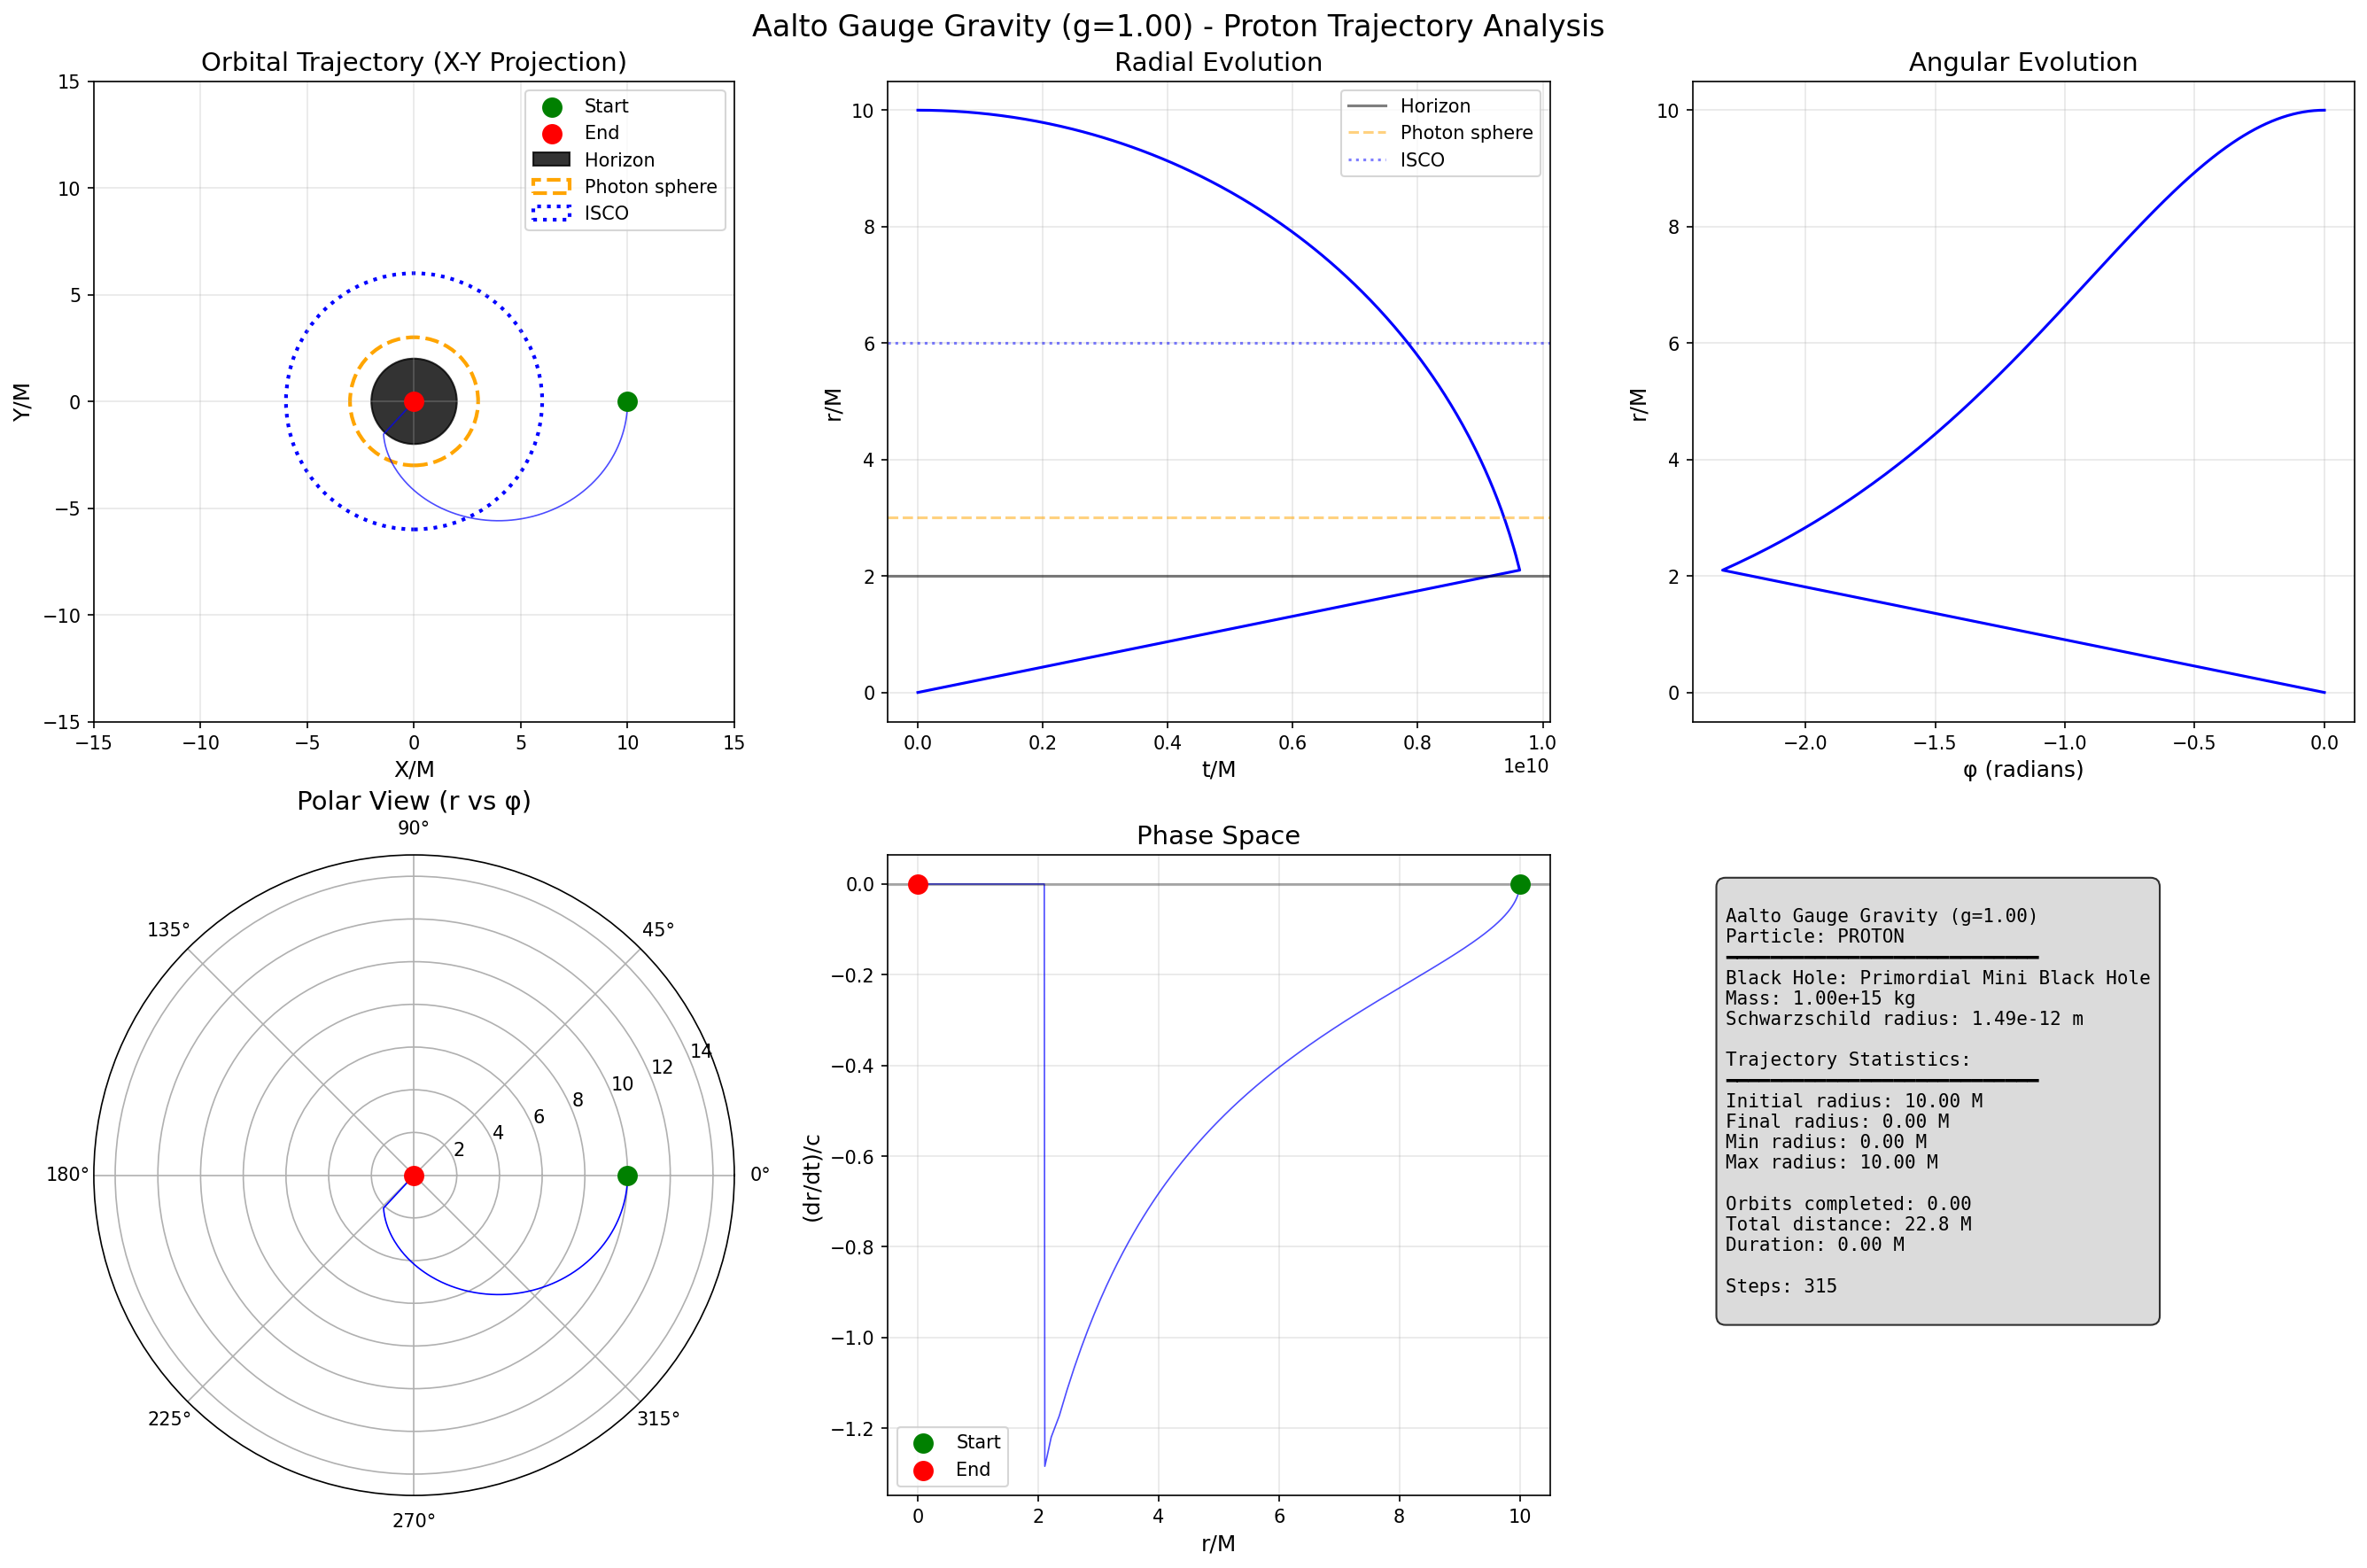 Aalto Gauge Gravity (g=1.00) - Proton Trajectory Analysis
Orbital Trajectory (X-Y Projection)
15
10
5
0
−5
−10
−15
−15
−10
−5
0
5
10
15
X/M
Y/M
Start
End
Horizon
Photon sphere
ISCO
Radial Evolution
10
8
6
4
2
0
0.0
0.2
0.4
0.6
0.8
1.0
1e10
t/M
r/M
Horizon
Photon sphere
ISCO
Angular Evolution
10
8
6
4
2
0
−2.0
−1.5
−1.0
−0.5
0.0
φ (radians)
r/M
Polar View (r vs φ)
90°
135°
45°
180°
0°
225°
315°
270°
2
4
6
8
10
12
14
Phase Space
0.0
−0.2
−0.4
−0.6
−0.8
−1.0
−1.2
0
2
4
6
8
10
r/M
(dr/dt)/c
Start
End
Aalto Gauge Gravity (g=1.00)
Particle: PROTON
Black Hole: Primordial Mini Black Hole
Mass: 1.00e+15 kg
Schwarzschild radius: 1.49e-12 m
Trajectory Statistics:
Initial radius: 10.00 M
Final radius: 0.00 M
Min radius: 0.00 M
Max radius: 10.00 M
Orbits completed: 0.00
Total distance: 22.8 M
Duration: 0.00 M
Steps: 315